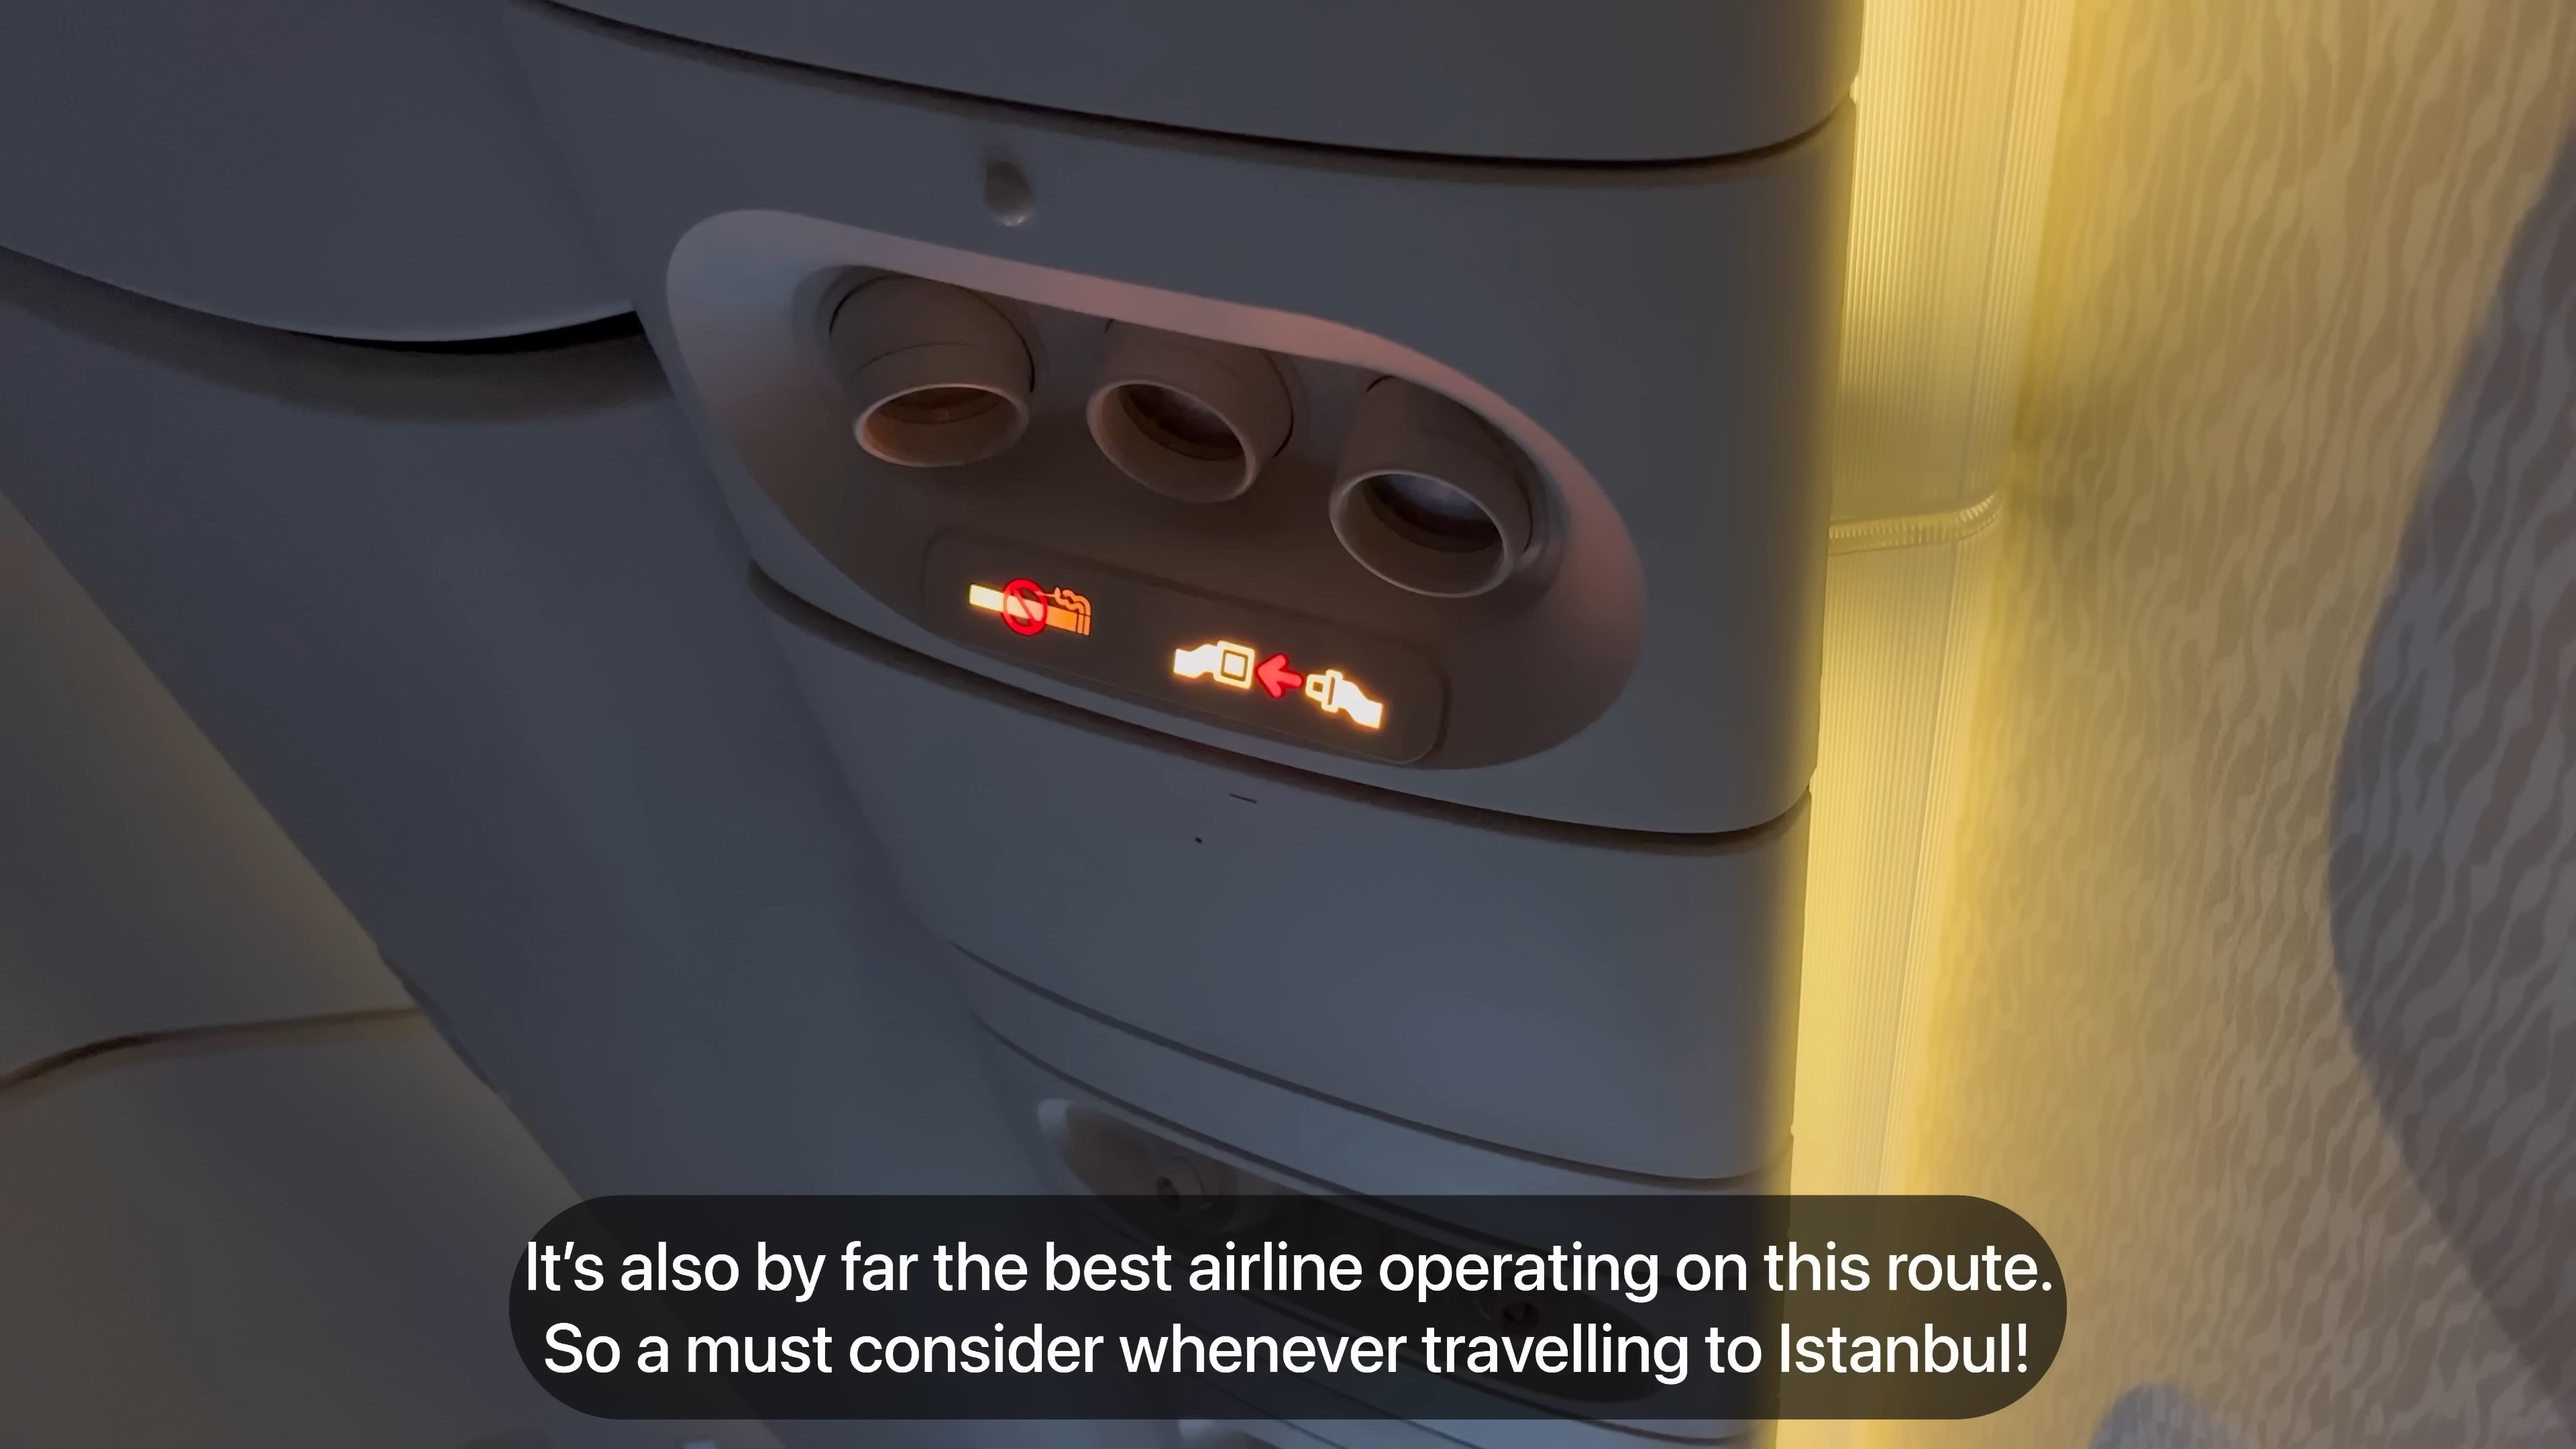 It’s also by far the best airline operating on this route.
So a must consider whenever travelling to Istanbul!